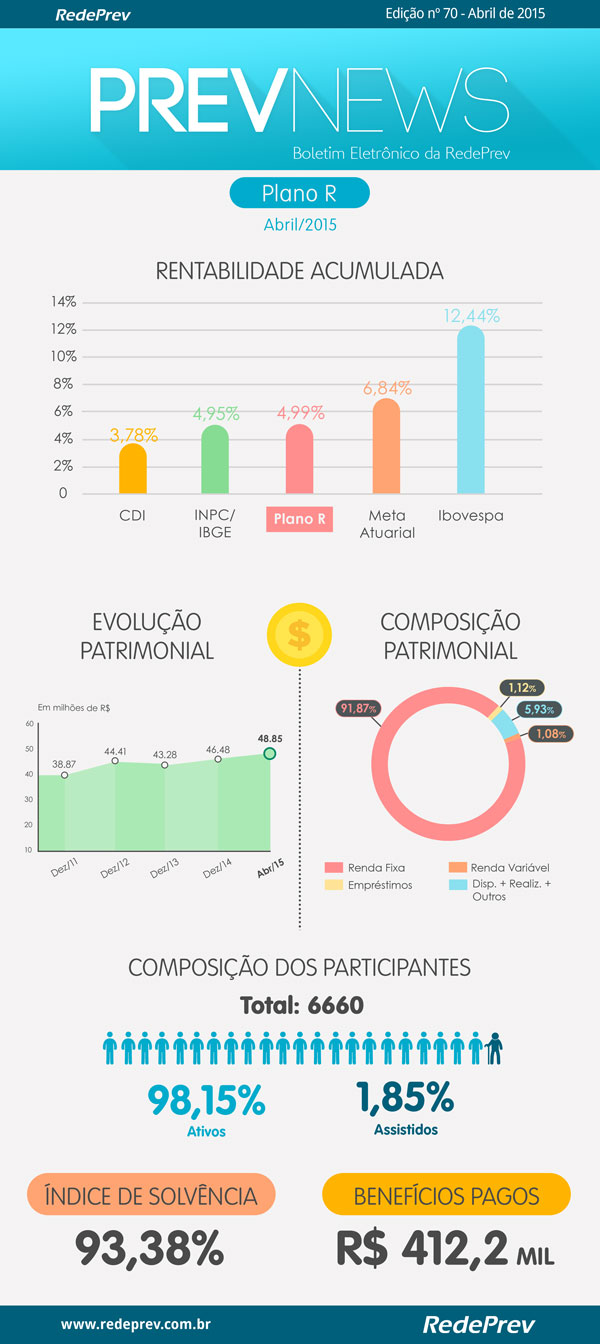 RedePrev
Edição nº 70 - Abril de 2015
PREVNEWS
Boletim Eletrônico da RedePrev
Plano R
Abril/2015
RENTABILIDADE ACUMULADA
14%
12%
10%
8%
6%
4%
2%
0
3,78%
4,95%
4,99%
6,84%
12,44%
CDI
INPC/
IBGE
Plano R
Meta
Atuarial
Ibovespa
EVOLUÇÃO
PATRIMONIAL
$
COMPOSIÇÃO
PATRIMONIAL
Em milhões de R$
60
50
40
30
20
10
38.87
44.41
43.28
46.48
48.85
Dez/11
Dez/12
Dez/13
Dez/14
Abr/15
91,87%
1,12%
5,93%
1,08%
Renda Fixa
Renda Variável
Empréstimos
Disp. + Realiz. +
Outros
COMPOSIÇÃO DOS PARTICIPANTES
Total: 6660
98,15%
Ativos
1,85%
Assistidos
ÍNDICE DE SOLVÊNCIA
93,38%
BENEFÍCIOS PAGOS
R$ 412,2 MIL
www.redeprev.com.br
RedePrev